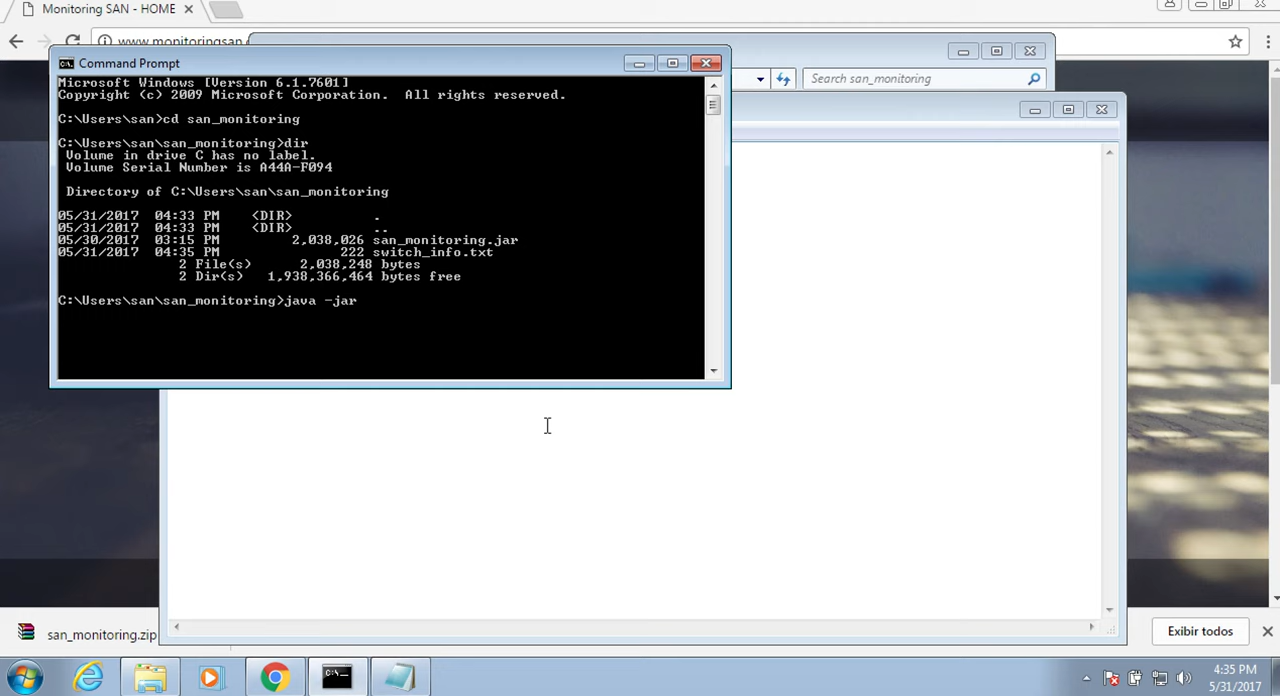 Monitoring SAN - HOME
www.monitoringsan.
Command Prompt
Search san_monitoring
Microsoft Windows [Version 6.1.7601]
Copyright (c) 2009 Microsoft Corporation.  All rights reserved.
C:\Users\san>cd san_monitoring
C:\Users\san\san_monitoring>dir
Volume in drive C has no label.
Volume Serial Number is A44A-F094
Directory of C:\Users\san\san_monitoring
05/31/2017  04:33 PM    <DIR>          .
05/31/2017  04:33 PM    <DIR>          ..
05/30/2017  03:15 PM         2,038,026 san_monitoring.jar
05/31/2017  04:35 PM               222 switch_info.txt
2 File(s)      2,038,248 bytes
2 Dir(s)   1,938,366,464 bytes free
C:\Users\san\san_monitoring>java -jar
san_monitoring.zip
Exibir todos
C:\_
4:35 PM
5/31/2017